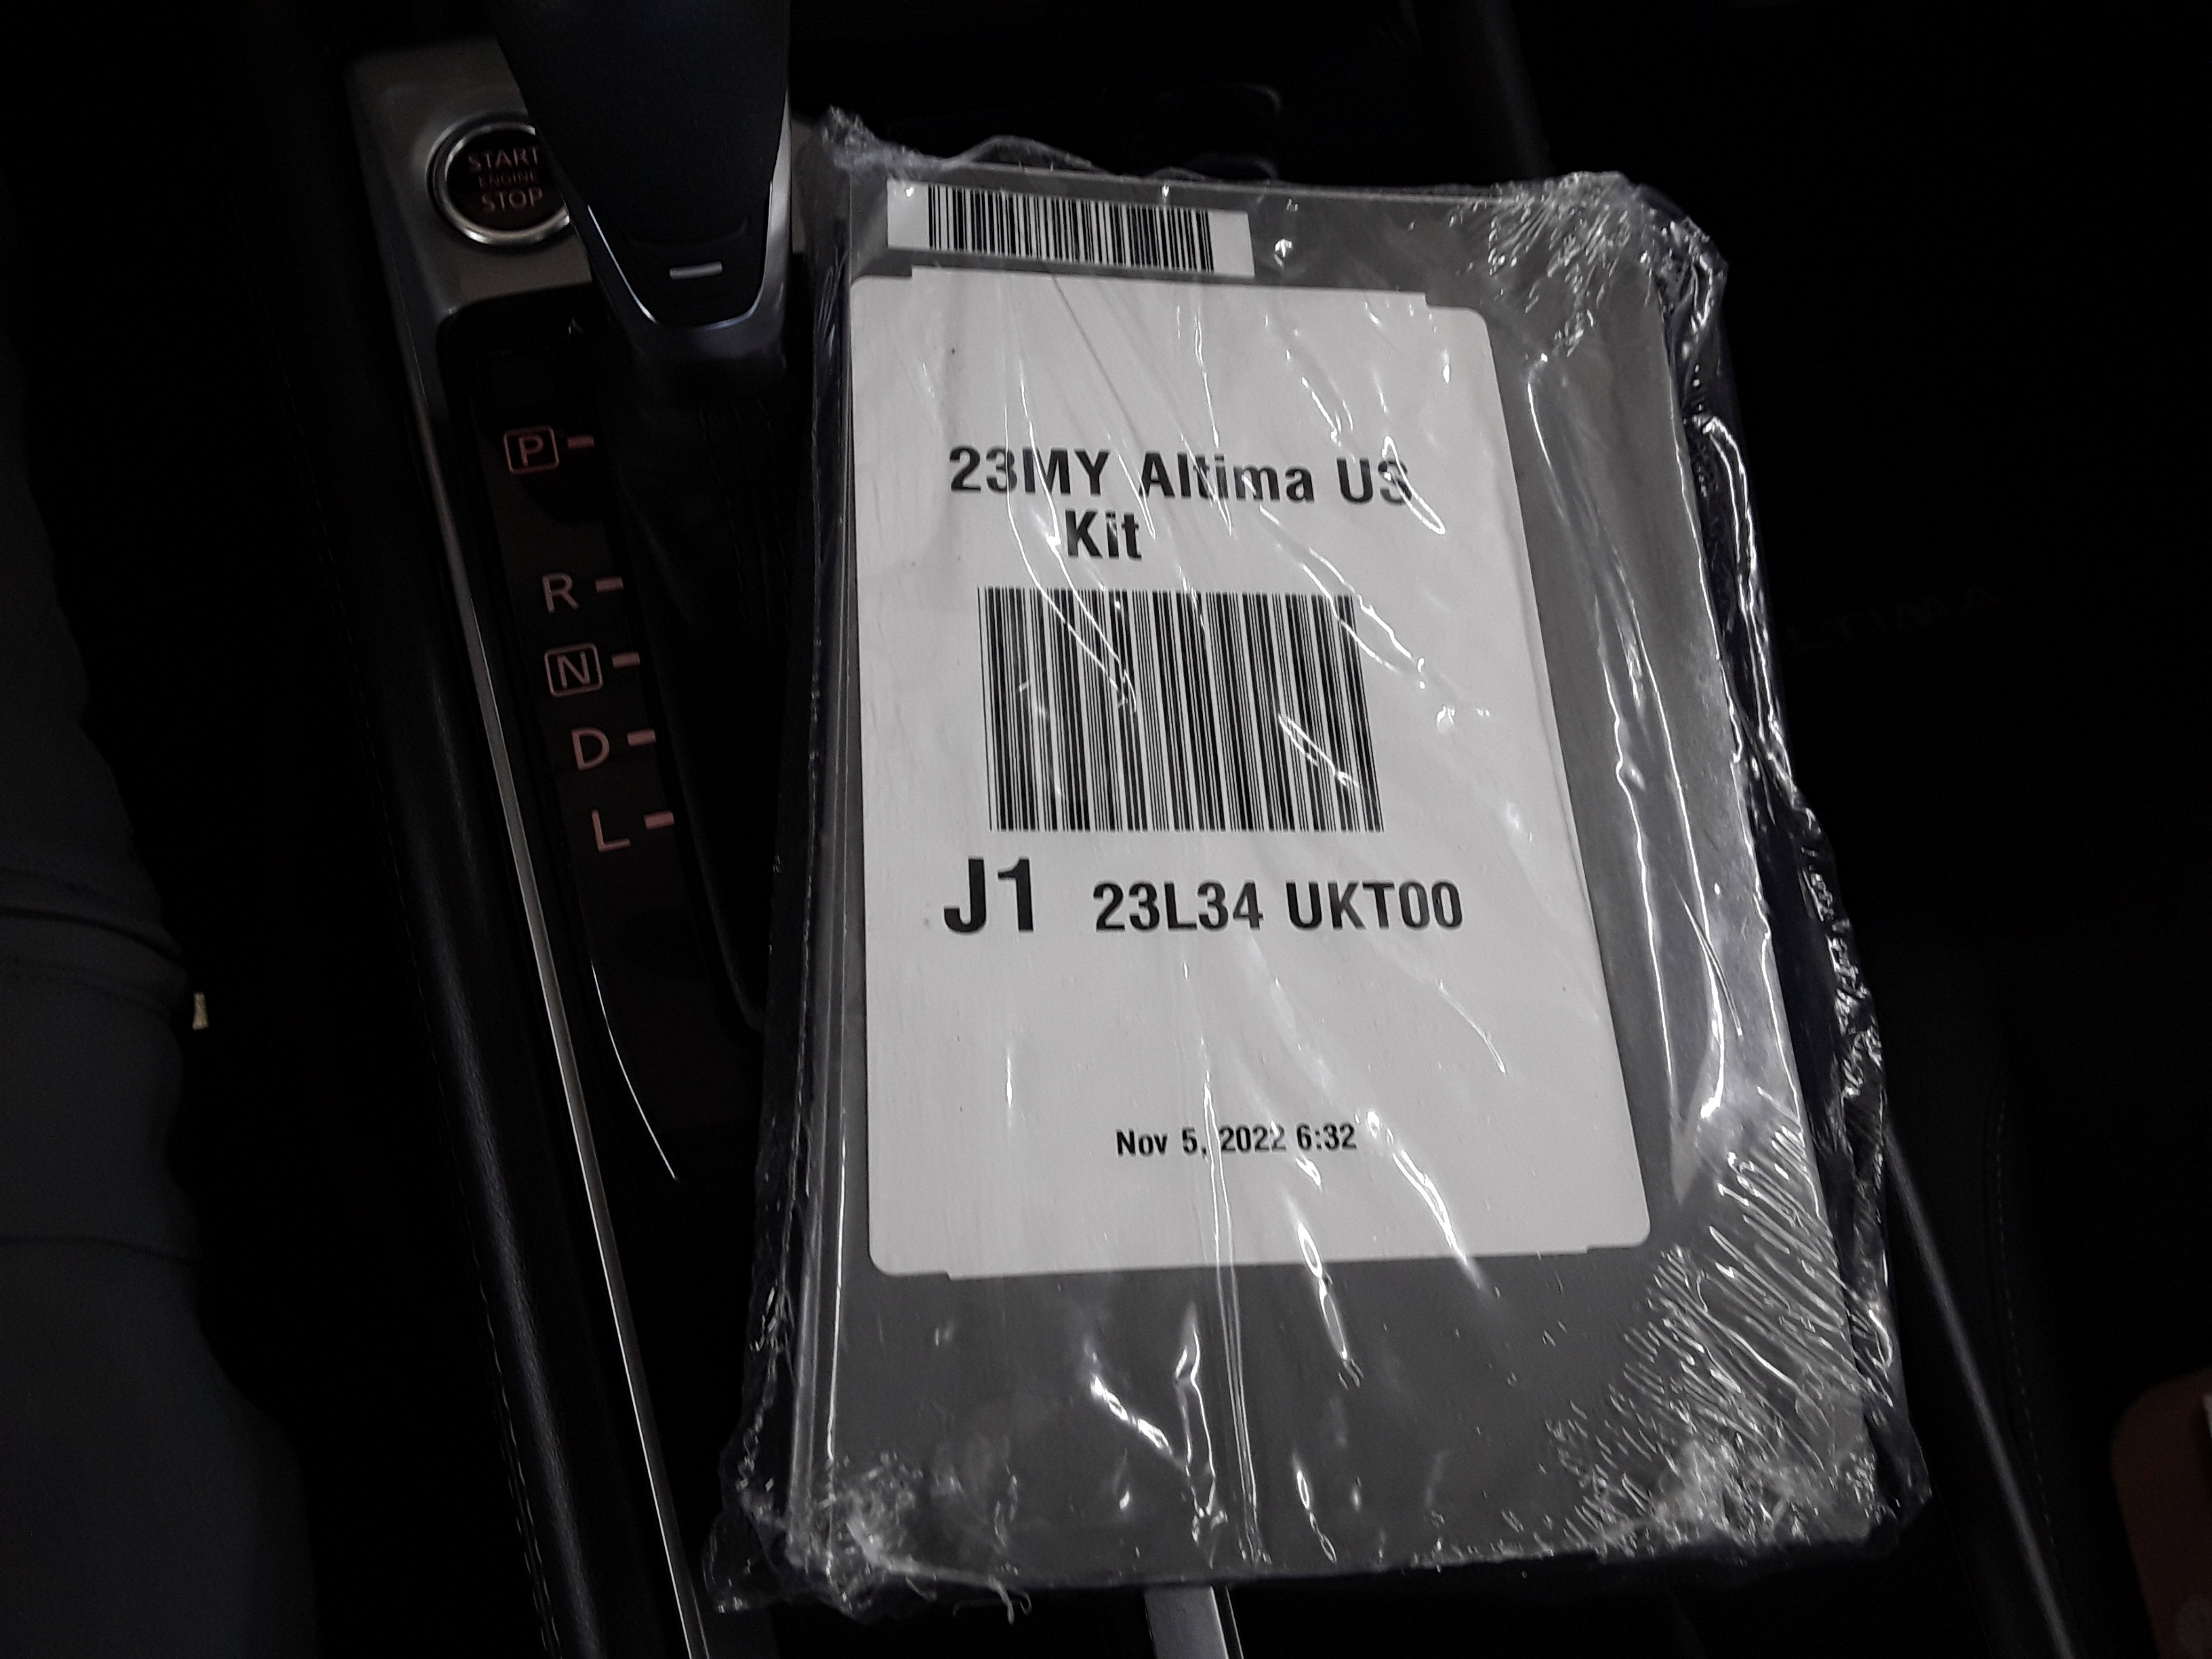 START
ENGINE
STOP
P
R
N
D
L
23MY Altima US
Kit
J1 23L34 UKT00
Nov 5, 2022 6:32